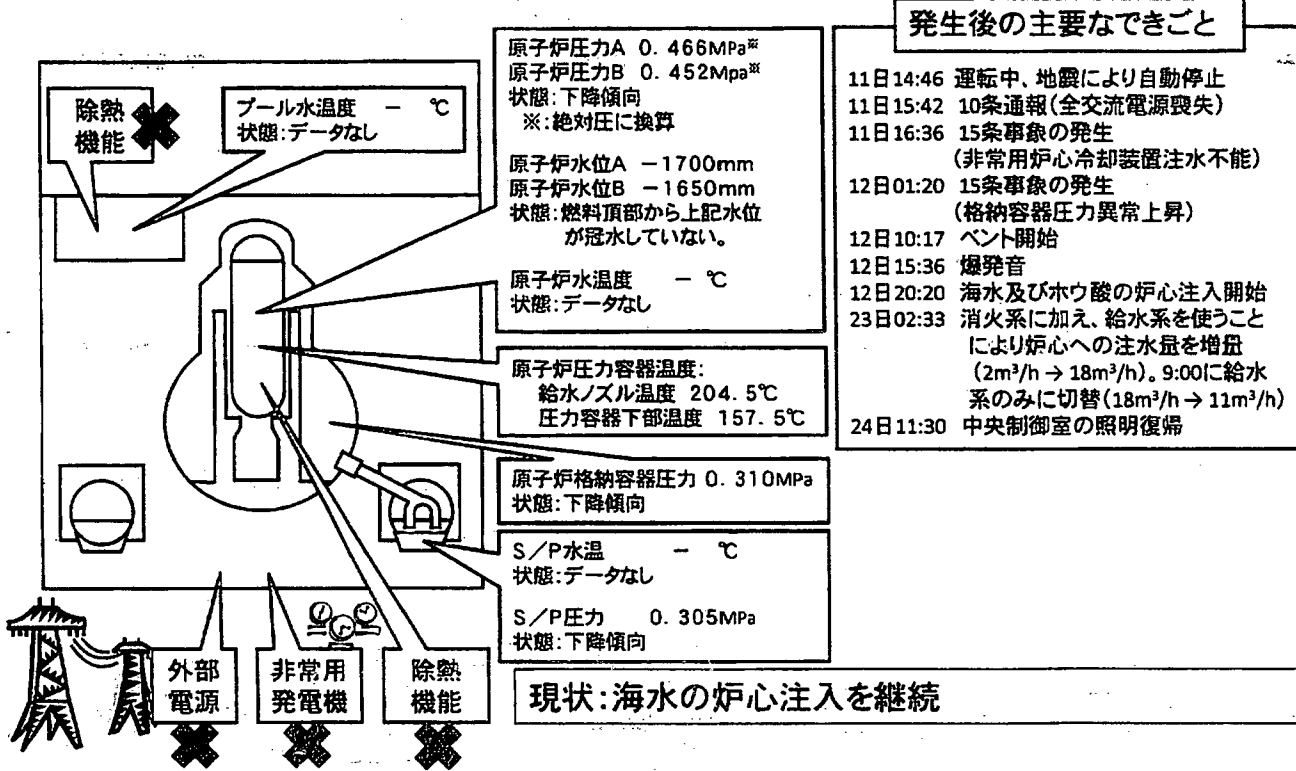 除熱
機能
プール水温度 － ℃
状態:データなし
原子炉圧力A 0.466MPa※
原子炉圧力B 0.452Mpa※
状態:下降傾向
※:絶対圧に換算
原子炉水位A －1700mm
原子炉水位B －1650mm
状態:燃料頂部から上記水位
が冠水していない。
原子炉水温度 － ℃
状態:データなし
原子炉圧力容器温度:
給水ノズル温度 204.5℃
圧力容器下部温度 157.5℃
原子炉格納容器圧力 0.310MPa
状態:下降傾向
S/P水温 － ℃
状態:データなし
S/P圧力 0.305MPa
状態:下降傾向
外部
電源
非常用
発電機
除熱
機能
発生後の主要なできごと
11日14:46 運転中、地震により自動停止
11日15:42 10条通報(全交流電源喪失)
11日16:36 15条事象の発生
(非常用炉心冷却装置注水不能)
12日01:20 15条事象の発生
(格納容器圧力異常上昇)
12日10:17 ベント開始
12日15:36 爆発音
12日20:20 海水及びホウ酸の炉心注入開始
23日02:33 消火系に加え、給水系を使うこと
により炉心への注水量を増量
(2m³/h → 18m³/h)。9:00に給水
系のみに切替(18m³/h → 11m³/h)
24日11:30 中央制御室の照明復帰
現状:海水の炉心注入を継続